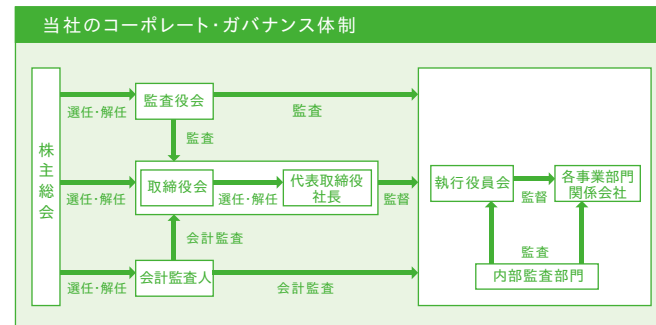 当社のコーポレート・ガバナンス体制
株主総会
選任・解任
監査役会
監査
監査
選任・解任
取締役会
選任・解任
代表取締役
社長
監督
執行役員会
監督
各事業部門
関係会社
会計監査
監査
選任・解任
会計監査人
会計監査
内部監査部門